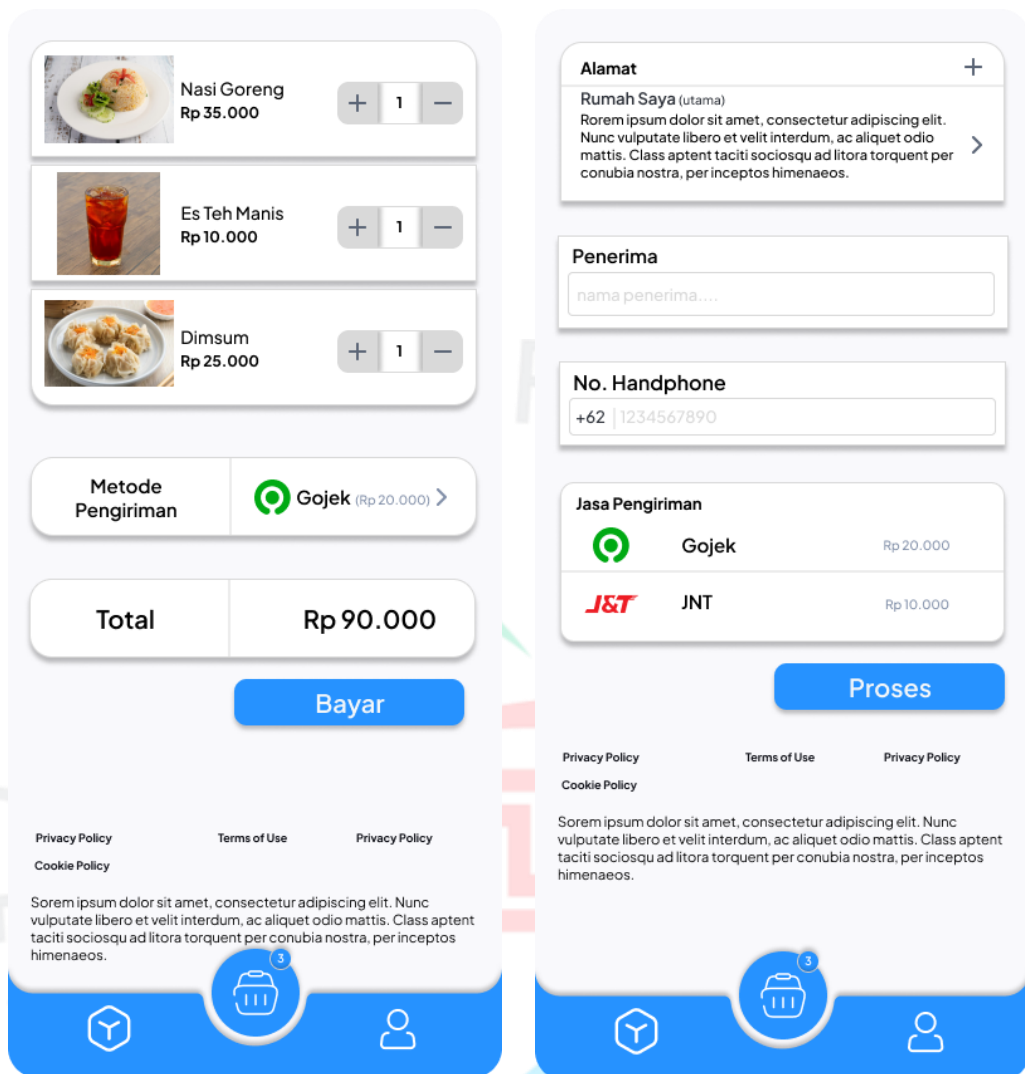 Nasi Goreng
Rp 35.000
+ 1 −
Es Teh Manis
Rp 10.000
+ 1 −
Dimsum
Rp 25.000
+ 1 −
Metode
Pengiriman
Gojek (Rp 20.000)
Total
Rp 90.000
Bayar
Privacy Policy
Terms of Use
Privacy Policy
Cookie Policy
Sorem ipsum dolor sit amet, consectetur adipiscing elit. Nunc
vulputate libero et velit interdum, ac aliquet odio mattis. Class aptent
taciti sociosqu ad litora torquent per conubia nostra, per inceptos
himenaeos.
3
Alamat +
Rumah Saya (utama)
Rorem ipsum dolor sit amet, consectetur adipiscing elit.
Nunc vulputate libero et velit interdum, ac aliquet odio
mattis. Class aptent taciti sociosqu ad litora torquent per
conubia nostra, per inceptos himenaeos.
Penerima
nama penerima....
No. Handphone
+62 1234567890
Jasa Pengiriman
Gojek
Rp 20.000
J&T
JNT
Rp 10.000
Proses
Privacy Policy
Terms of Use
Privacy Policy
Cookie Policy
Sorem ipsum dolor sit amet, consectetur adipiscing elit. Nunc
vulputate libero et velit interdum, ac aliquet odio mattis. Class aptent
taciti sociosqu ad litora torquent per conubia nostra, per inceptos
himenaeos.
3